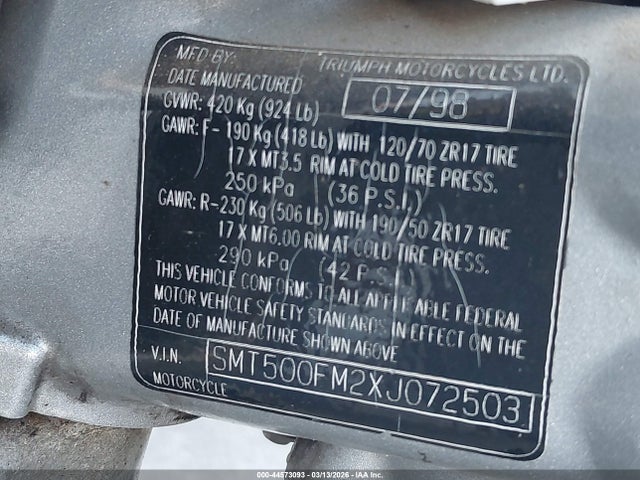 MFD BY: TRIUMPH MOTORCYCLES LTD.
DATE MANUFACTURED 07/98
GVWR: 420 Kg (924 Lb)
GAWR: F- 190 Kg (418 Lb) WITH 120/70 ZR17 TIRE
17 X MT3.5 RIM AT COLD TIRE PRESS.
250 kPa (36 P.S.I,)
GAWR: R-230 Kg (506 Lb) WITH 190/50 ZR17 TIRE
17 X MT6.00 RIM AT COLD TIRE PRESS.
290 kPa (42 P.S.I.)
THIS VEHICLE CONFORMS TO ALL APPLICABLE FEDERAL
MOTOR VEHICLE SAFETY STANDARDS IN EFFECT ON THE
DATE OF MANUFACTURE SHOWN ABOVE
V.I.N. SMT500FM2XJ072503
MOTORCYCLE
000-44573093 - 03/13/2026 - IAA, INC.